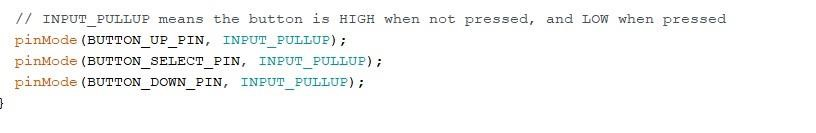 // INPUT_PULLUP means the button is HIGH when not pressed, and LOW when pressed
pinMode(BUTTON_UP_PIN, INPUT_PULLUP);
pinMode(BUTTON_SELECT_PIN, INPUT_PULLUP);
pinMode(BUTTON_DOWN_PIN, INPUT_PULLUP);
}